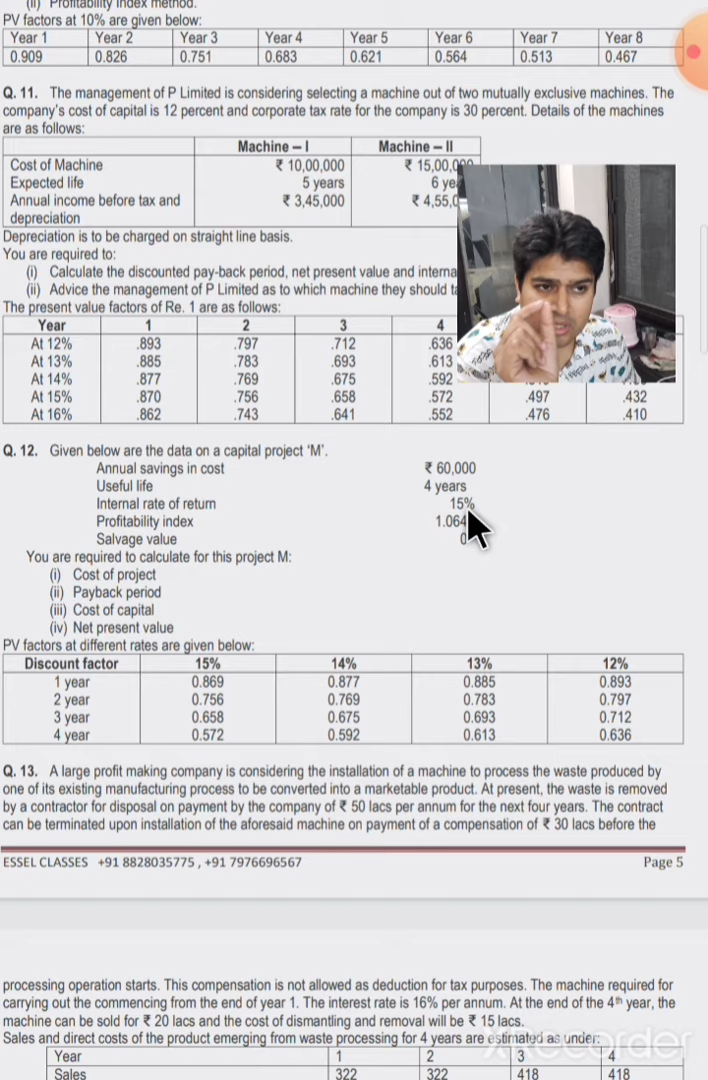 (ii) Profitability index method.
PV factors at 10% are given below:
Year 1 Year 2 Year 3 Year 4 Year 5 Year 6 Year 7 Year 8
0.909 0.826 0.751 0.683 0.621 0.564 0.513 0.467
Q. 11. The management of P Limited is considering selecting a machine out of two mutually exclusive machines. The
company's cost of capital is 12 percent and corporate tax rate for the company is 30 percent. Details of the machines
are as follows:
Machine – I Machine – II
Cost of Machine ₹ 10,00,000 ₹ 15,00,000
Expected life 5 years 6
Annual income before tax and ₹ 3,45,000 ₹ 4,55,
depreciation
Depreciation is to be charged on straight line basis.
You are required to:
(i) Calculate the discounted pay-back period, net present value and
(ii) Advice the management of P Limited as to which machine they should
The present value factors of Re. 1 are as follows:
Year 1 2 3 4
At 12% .893 .797 .712 .636
At 13% .885 .783 .693 .613
At 14% .877 .769 .675 .592
At 15% .870 .756 .658 .572 .497 .432
At 16% .862 .743 .641 .552 .476 .410
Q. 12. Given below are the data on a capital project 'M'.
Annual savings in cost ₹ 60,000
Useful life 4 years
Internal rate of return 15%
Profitability index 1.064
Salvage value 0
You are required to calculate for this project M:
(i) Cost of project
(ii) Payback period
(iii) Cost of capital
(iv) Net present value
PV factors at different rates are given below:
Discount factor 15% 14% 13% 12%
1 year 0.869 0.877 0.885 0.893
2 year 0.756 0.769 0.783 0.797
3 year 0.658 0.675 0.693 0.712
4 year 0.572 0.592 0.613 0.636
Q. 13. A large profit making company is considering the installation of a machine to process the waste produced by
one of its existing manufacturing process to be converted into a marketable product. At present, the waste is removed
by a contractor for disposal on payment by the company of ₹ 50 lacs per annum for the next four years. The contract
can be terminated upon installation of the aforesaid machine on payment of a compensation of ₹ 30 lacs before the
ESSEL CLASSES +91 8828035775 , +91 7976696567 Page 5
processing operation starts. This compensation is not allowed as deduction for tax purposes. The machine required for
carrying out the commencing from the end of year 1. The interest rate is 16% per annum. At the end of the 4th year, the
machine can be sold for ₹ 20 lacs and the cost of dismantling and removal will be ₹ 15 lacs.
Sales and direct costs of the product emerging from waste processing for 4 years are estimated as under:
XRecorder
Year 1 2 3 4
Sales 322 322 418 418